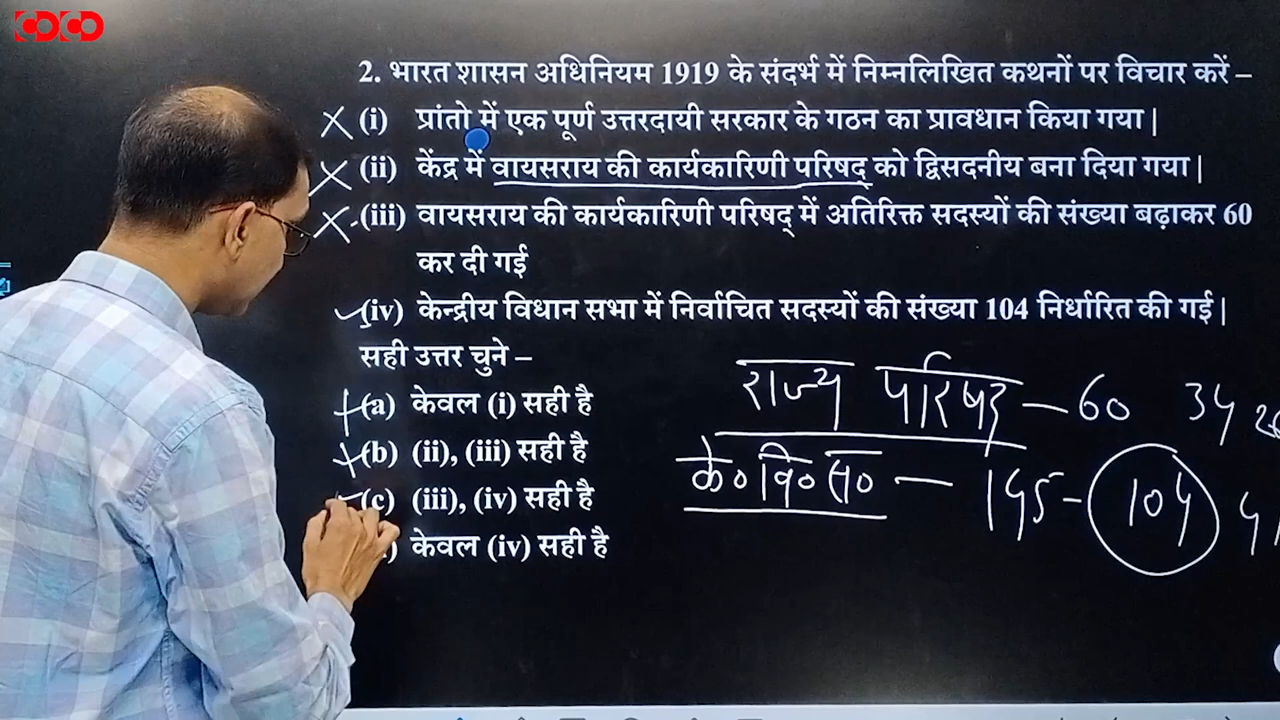 COCO
2. भारत शासन अधिनियम 1919 के संदर्भ में निम्नलिखित कथनों पर विचार करें –
(i) प्रांतो में एक पूर्ण उत्तरदायी सरकार के गठन का प्रावधान किया गया |
(ii) केंद्र में वायसराय की कार्यकारिणी परिषद् को द्विसदनीय बना दिया गया |
(iii) वायसराय की कार्यकारिणी परिषद् में अतिरिक्त सदस्यों की संख्या बढ़ाकर 60
कर दी गई
(iv) केन्द्रीय विधान सभा में निर्वाचित सदस्यों की संख्या 104 निर्धारित की गई |
सही उत्तर चुने –
(a) केवल (i) सही है
राज्य परिषद – 60 34
(b) (ii), (iii) सही है
के० वि० स० – 145 - 104 41
(c) (iii), (iv) सही है
केवल (iv) सही है